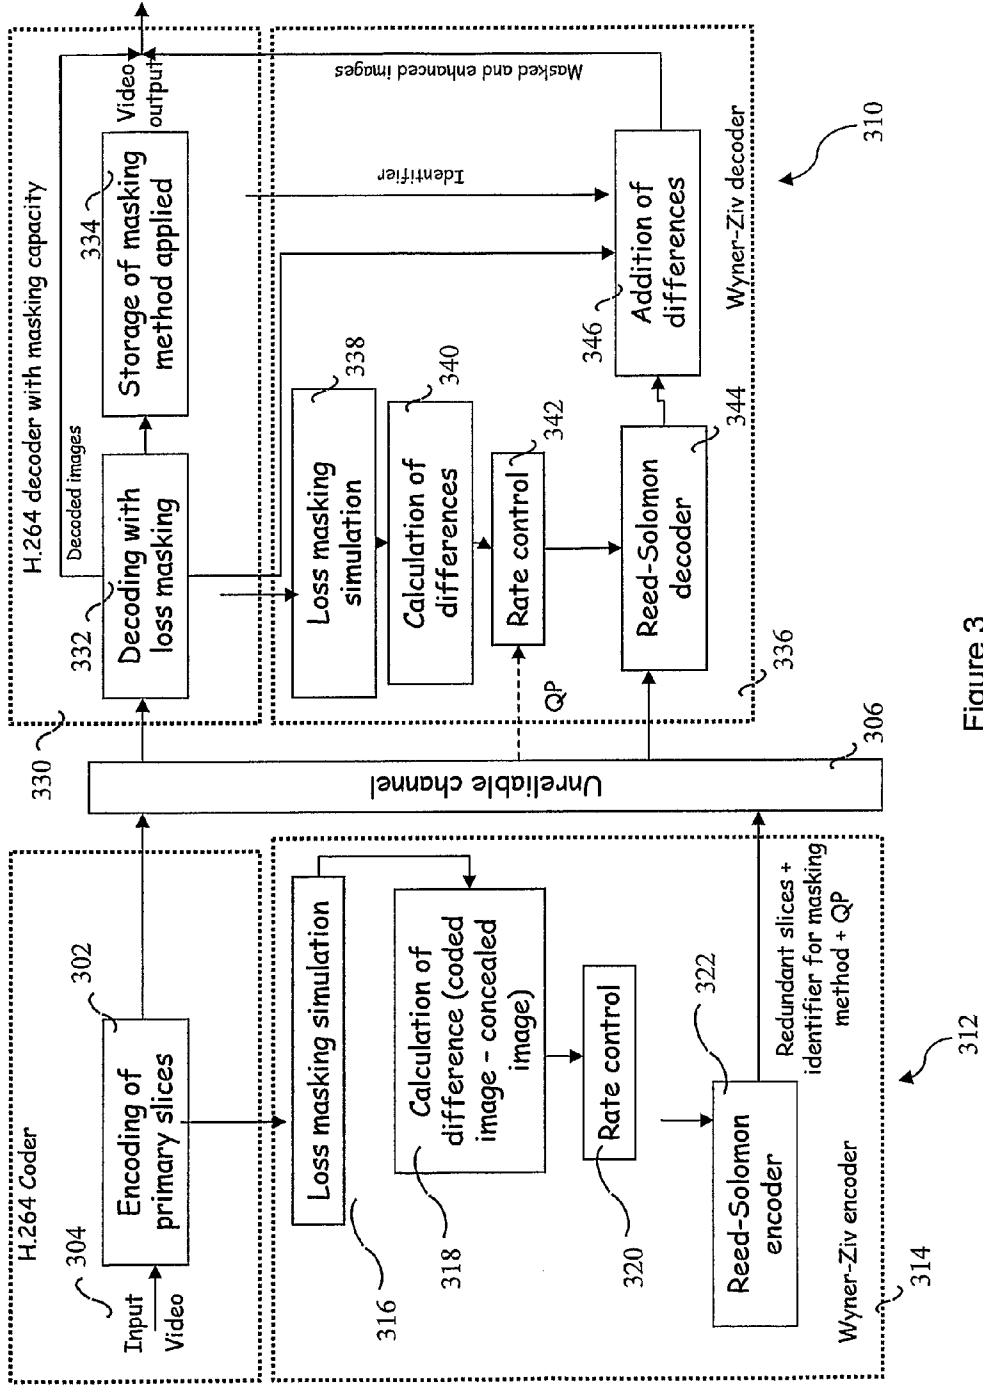 H.264 Coder
304
Input
Video
302
Encoding of
primary slices
316
Loss masking simulation
318
Calculation of
difference (coded
image – concealed
image)
320
Rate control
322
Reed-Solomon
encoder
Wyner-Ziv encoder
314
Redundant slices +
identifier for masking
method + QP
312
Unreliable channel
306
330
H.264 decoder with masking capacity
332
Decoded images
Decoding with
loss masking
334
Storage of masking
method applied
Video
output
338
Loss masking
simulation
340
Calculation of
differences
QP
342
Rate control
344
Reed-Solomon
decoder
336
Identifier
Masked and enhanced images
346
Addition of
differences
Wyner-Ziv decoder
310
Figure 3